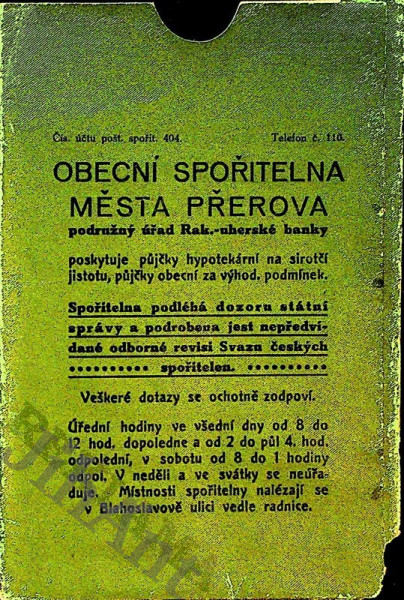 Čís. účtu pošt. spořit. 404. Telefon č. 110.
OBECNÍ SPOŘITELNA
MĚSTA PŘEROVA
podružný úřad Rak.-uherské banky
poskytuje půjčky hypotekární na sirotčí
jistotu, půjčky obecní za výhod. podmínek.
Spořitelna podléhá dozoru státní
správy a podrobena jest nepředví-
dané odborné revisi Svazu českých
spořitelen.
Veškeré dotazy se ochotně zodpoví.
Úřední hodiny ve všední dny od 8 do
12 hod. dopoledne a od 2 do půl 4. hod.
odpolední, v sobotu od 8 do 1 hodiny
odpol. V neděli a ve svátky se neúřa-
duje. Místnosti spořitelny nalézají se
v Blahoslavově ulici vedle radnice.